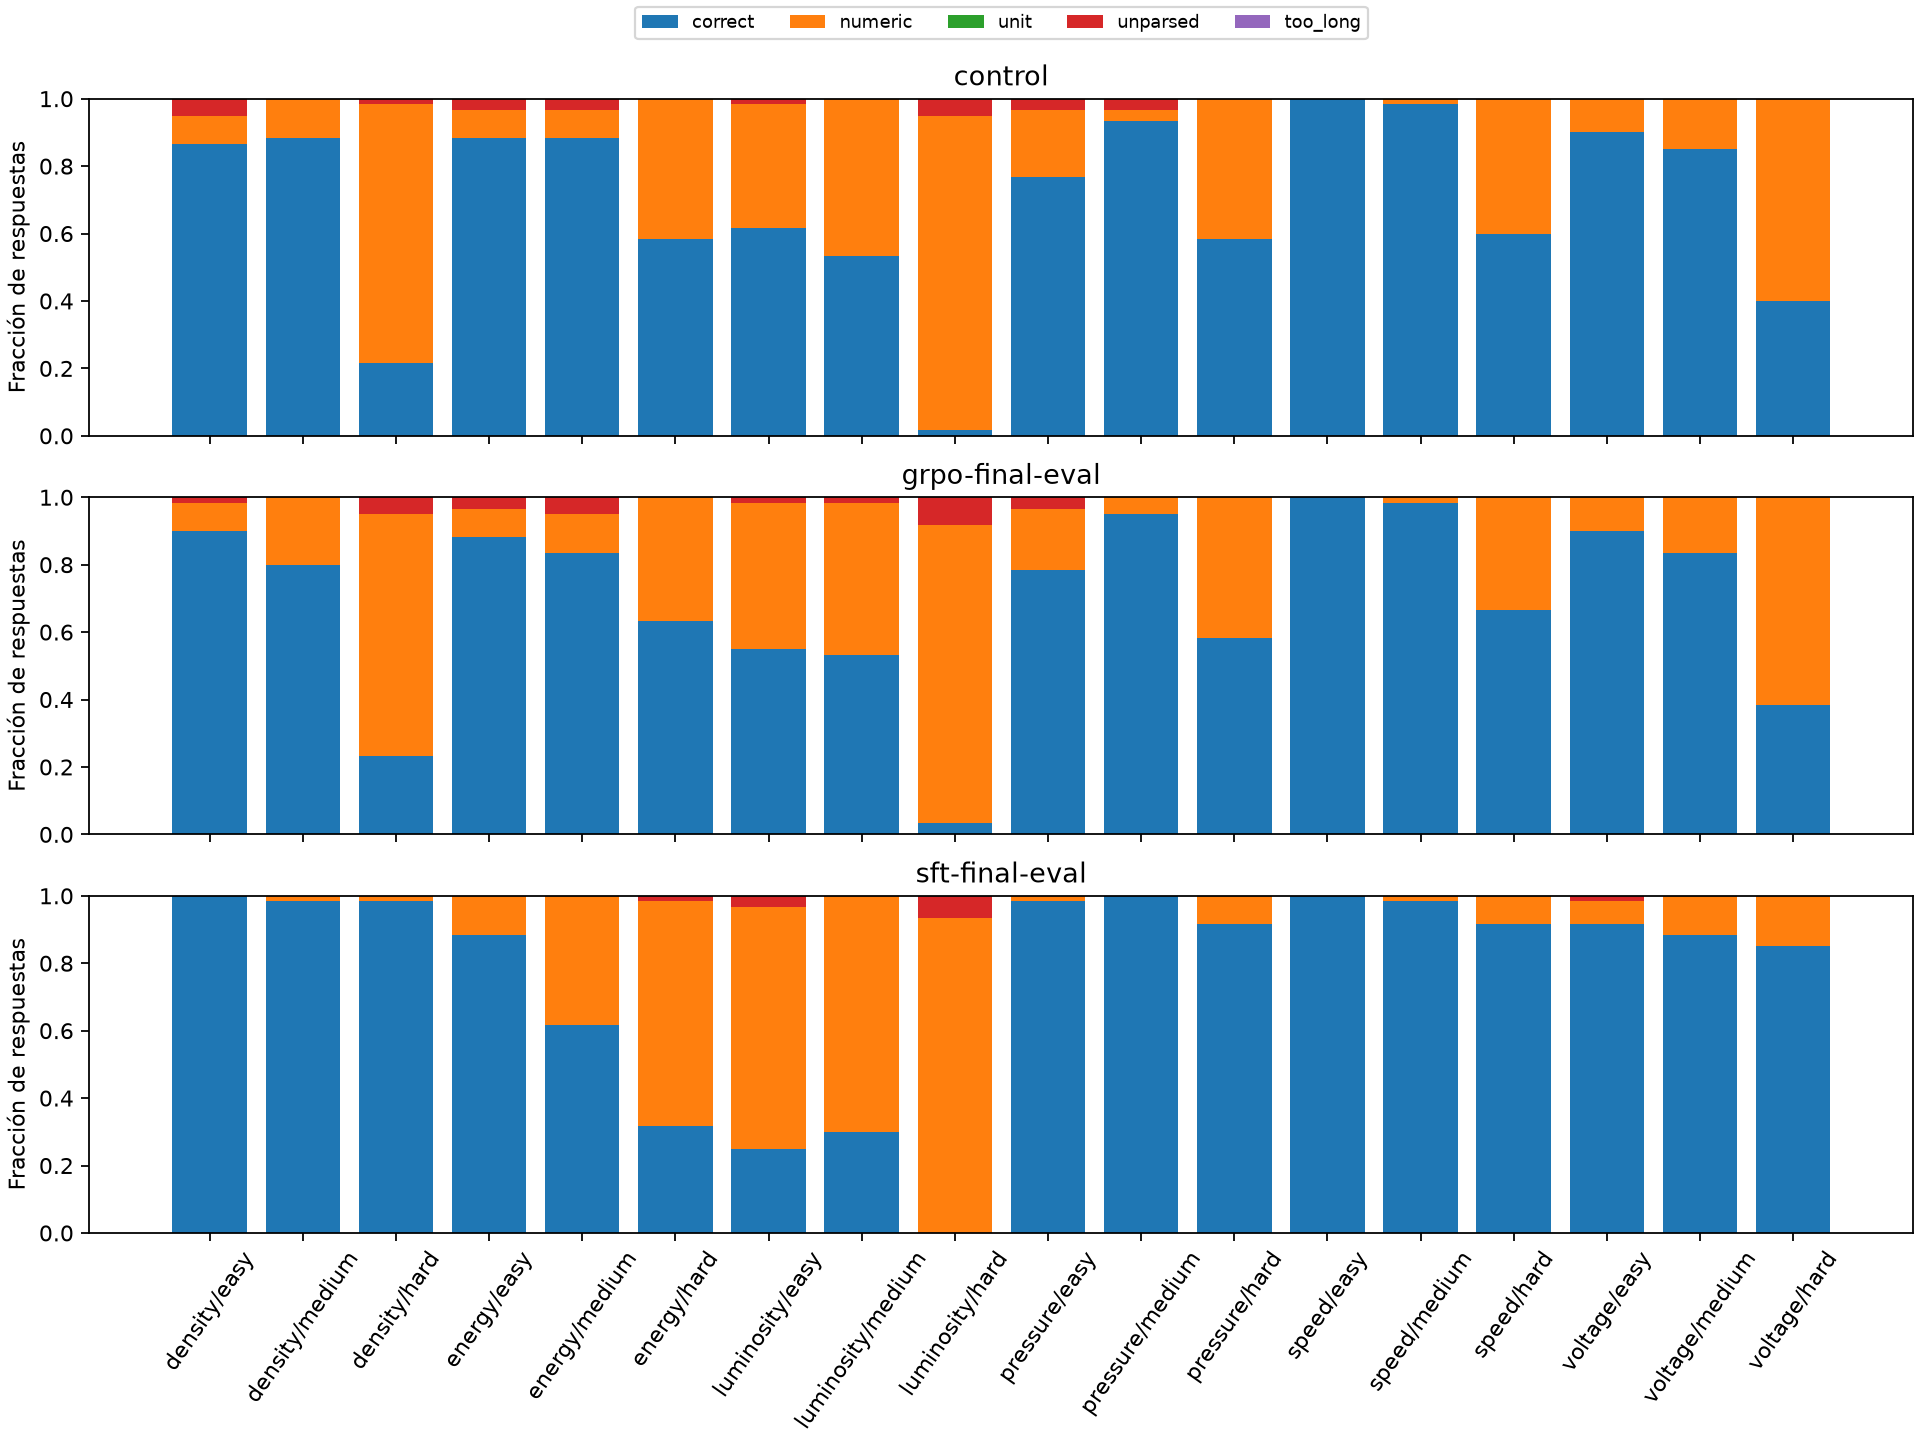 correct numeric unit unparsed too_long
control
Fracción de respuestas
1.0
0.8
0.6
0.4
0.2
0.0
grpo-final-eval
Fracción de respuestas
1.0
0.8
0.6
0.4
0.2
0.0
sft-final-eval
Fracción de respuestas
1.0
0.8
0.6
0.4
0.2
0.0
density/easy
density/medium
density/hard
energy/easy
energy/medium
energy/hard
luminosity/easy
luminosity/medium
luminosity/hard
pressure/easy
pressure/medium
pressure/hard
speed/easy
speed/medium
speed/hard
voltage/easy
voltage/medium
voltage/hard